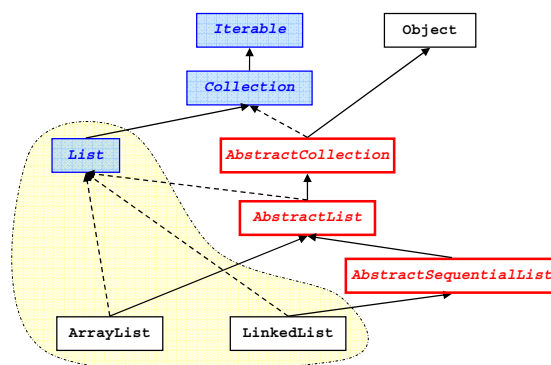 Iterable
Object
Collection
List
AbstractCollection
AbstractList
AbstractSequentialList
ArrayList
LinkedList